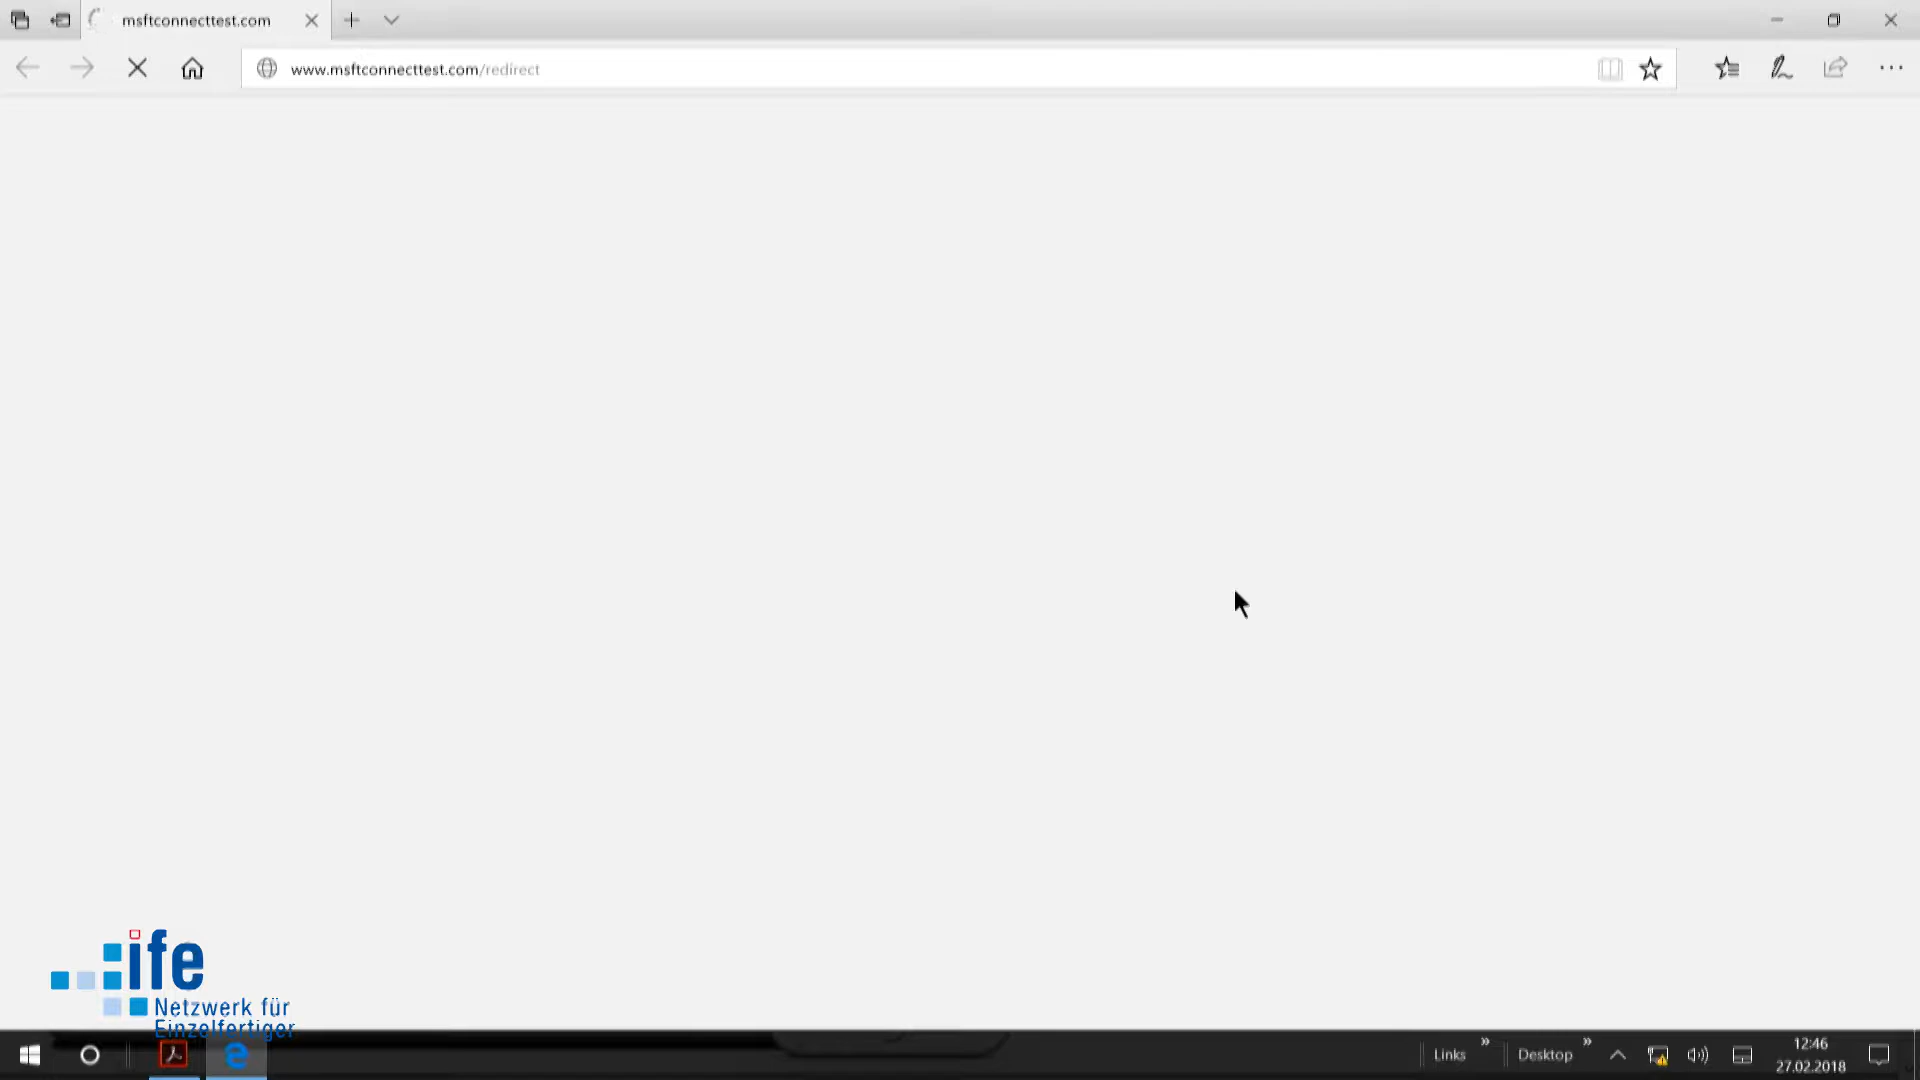 msftconnecttest.com
www.msftconnecttest.com/redirect
ife
Netzwerk für
Einzelfertiger
Links
Desktop
12:46
27.02.2018